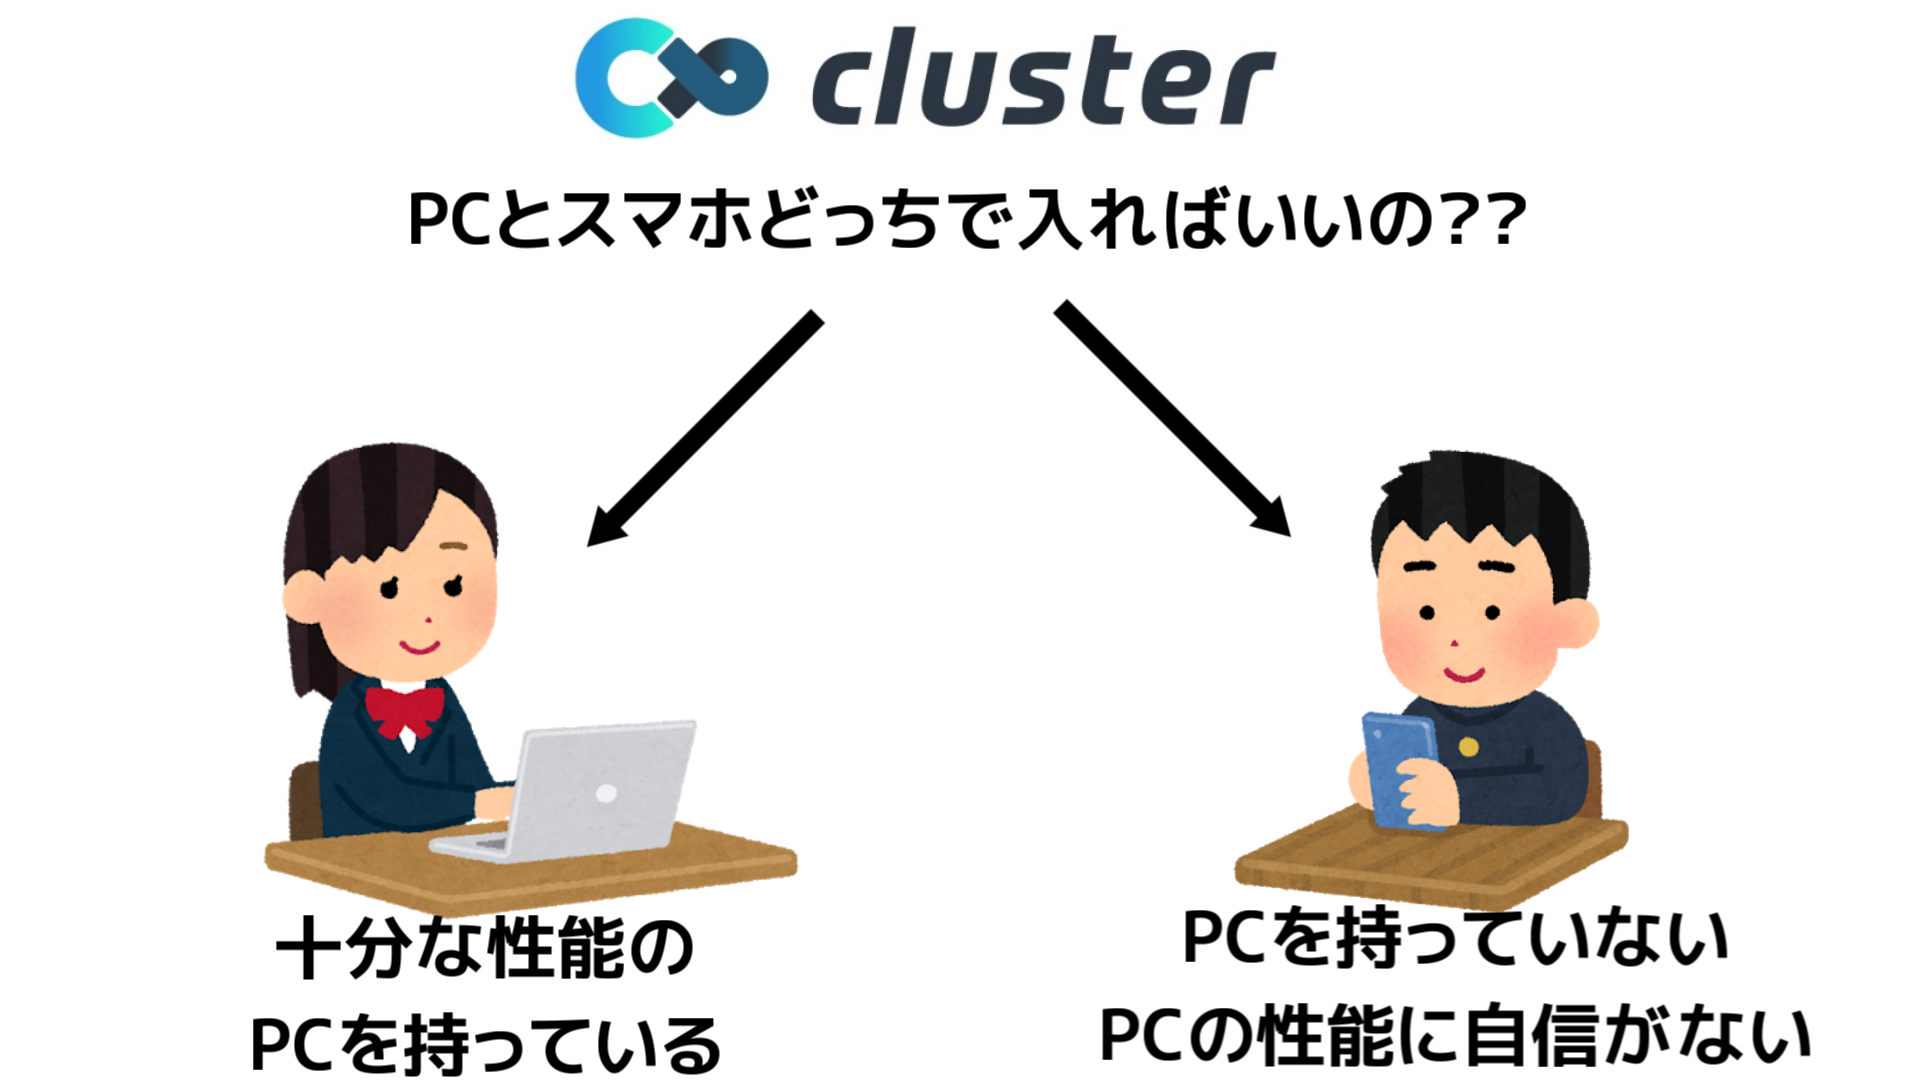 cluster
PCとスマホどっちで入ればいいの??
十分な性能の
PCを持っている
PCを持っていない
PCの性能に自信がない